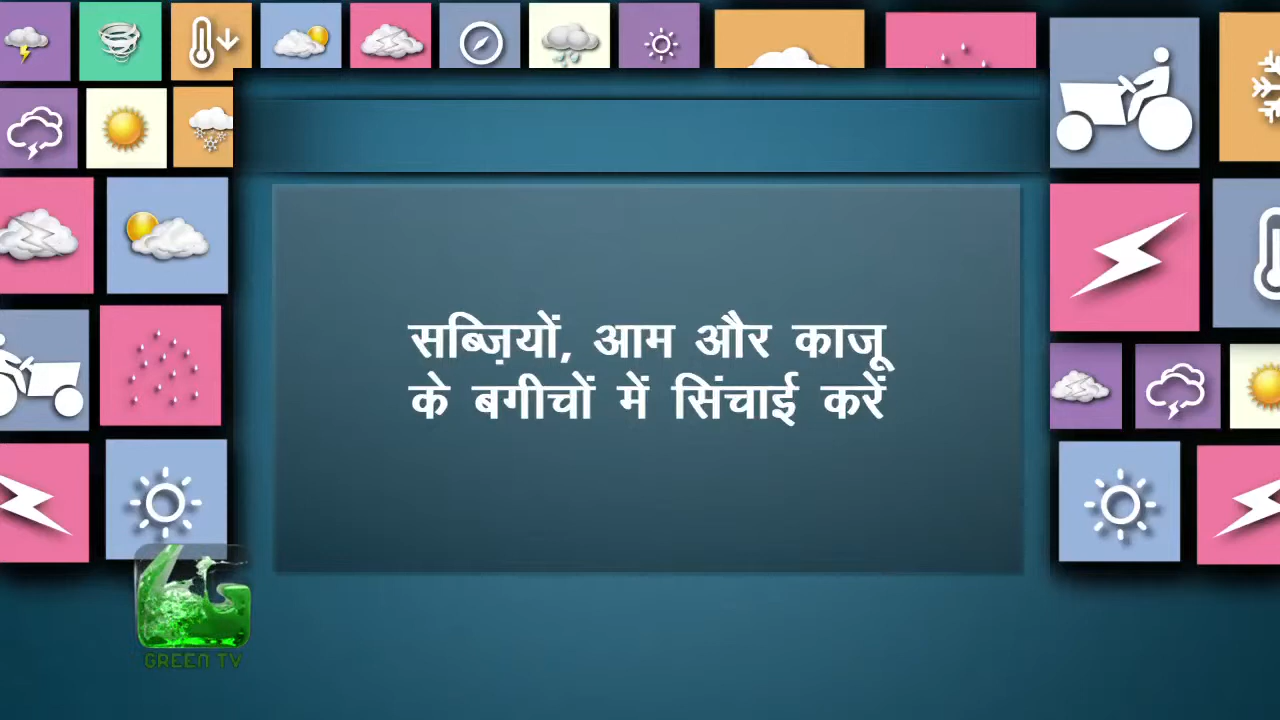 सब्ज़ियों, आम और काजू
के बगीचों में सिंचाई करें
GREEN TV